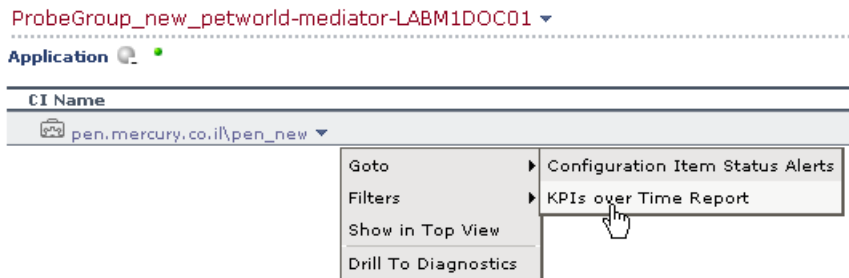 ProbeGroup_new_petworld-mediator-LABM1DOC01
Application
CI Name
pen.mercury.co.il\pen_new
Goto
Configuration Item Status Alerts
Filters
KPIs over Time Report
Show in Top View
Drill To Diagnostics